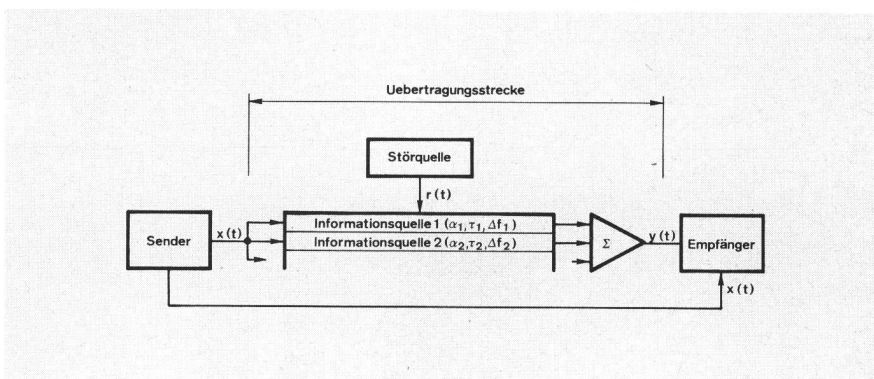 Uebertragungsstrecke
Störquelle
r(t)
Sender
x(t)
Informationsquelle 1 (α₁,τ₁,Δf₁)
Informationsquelle 2 (α₂,τ₂,Δf₂)
Σ
y(t)
Empfänger
x(t)